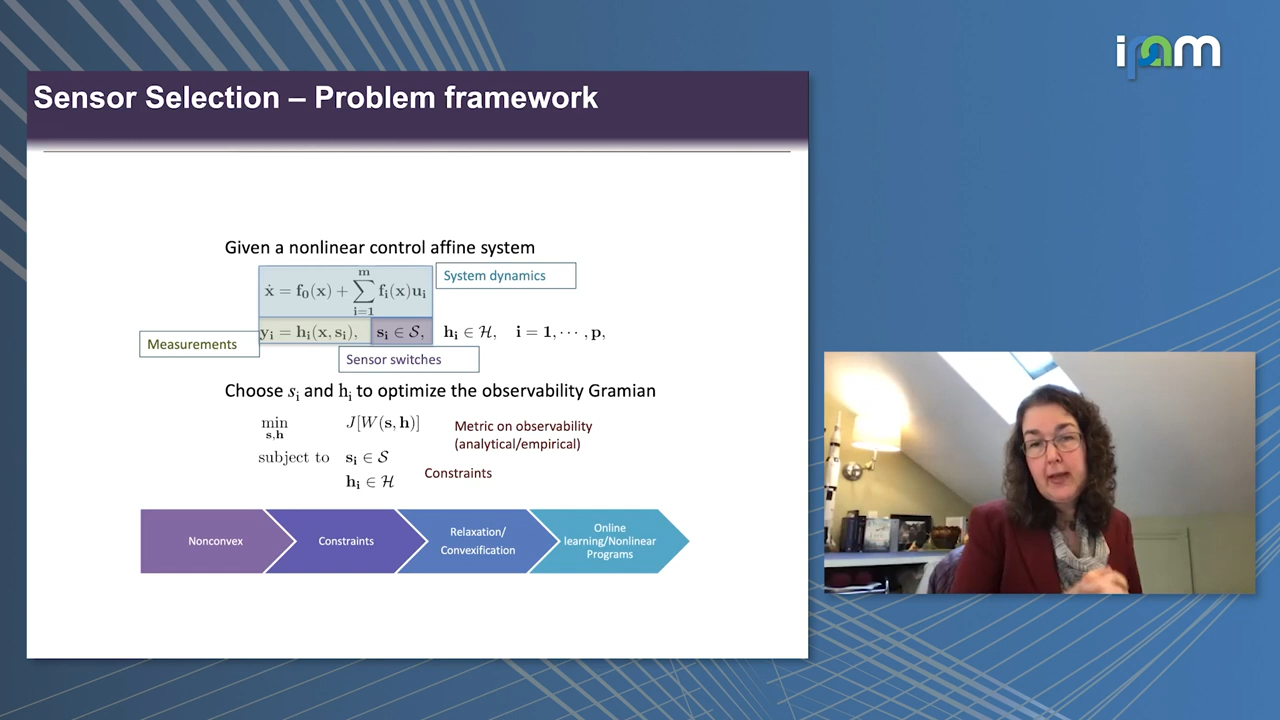 ipam
Sensor Selection – Problem framework
Given a nonlinear control affine system
ẋ = f₀(x) + ∑ᵢ₌₁ᵐ fᵢ(x)uᵢ
System dynamics
yᵢ = hᵢ(x, sᵢ), sᵢ ∈ 𝒮, hᵢ ∈ ℋ, i = 1, ⋯ , p,
Measurements
Sensor switches
Choose sᵢ and hᵢ to optimize the observability Gramian
min s,h J[W(s, h)]
Metric on observability
(analytical/empirical)
subject to sᵢ ∈ 𝒮
Constraints
hᵢ ∈ ℋ
Nonconvex
Constraints
Relaxation/
Convexification
Online
learning/Nonlinear
Programs